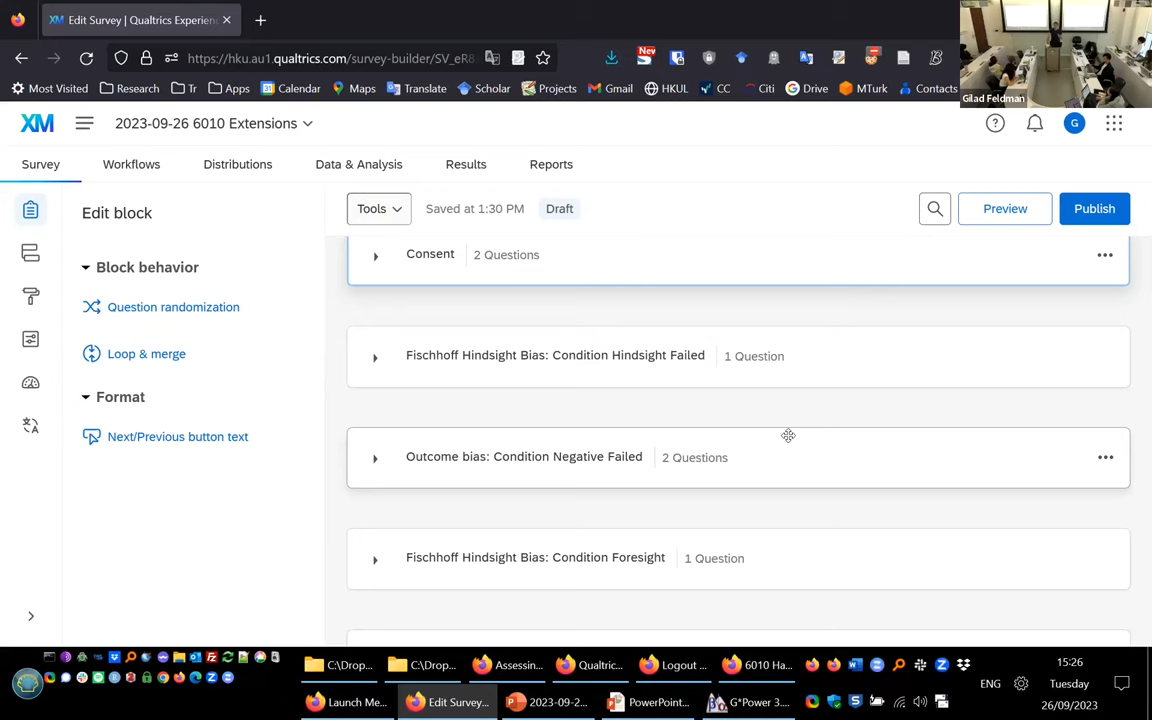 XM Edit Survey | Qualtrics Experien
https://hku.au1.qualtrics.com/survey-builder/SV_eR8
New
Most Visited Research Tr Apps Calendar Maps Translate Scholar Projects Gmail HKUL CC Citi Drive MTurk Contacts
Gilad Feldman
XM 2023-09-26 6010 Extensions G
Survey Workflows Distributions Data & Analysis Results Reports
Edit block
Tools Saved at 1:30 PM Draft Preview Publish
Block behavior
Question randomization
Loop & merge
Format
Next/Previous button text
Consent 2 Questions
Fischhoff Hindsight Bias: Condition Hindsight Failed 1 Question
Outcome bias: Condition Negative Failed 2 Questions
Fischhoff Hindsight Bias: Condition Foresight 1 Question
C:\Drop... C:\Drop... Assessin... Qualtric... Logout ... 6010 Ha...
Launch Me... Edit Survey... 2023-09-2... PowerPoint... G*Power 3....
ENG
15:26
Tuesday
26/09/2023